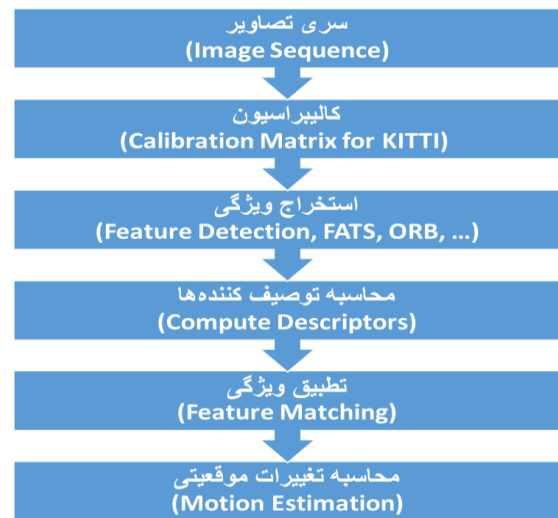 سری تصاویر
(Image Sequence)
کالیبراسیون
(Calibration Matrix for KITTI)
استخراج ویژگی
(Feature Detection, FATS, ORB, ...)
محاسبه توصیف کننده‌ها
(Compute Descriptors)
تطبیق ویژگی
(Feature Matching)
محاسبه تغییرات موقعیتی
(Motion Estimation)